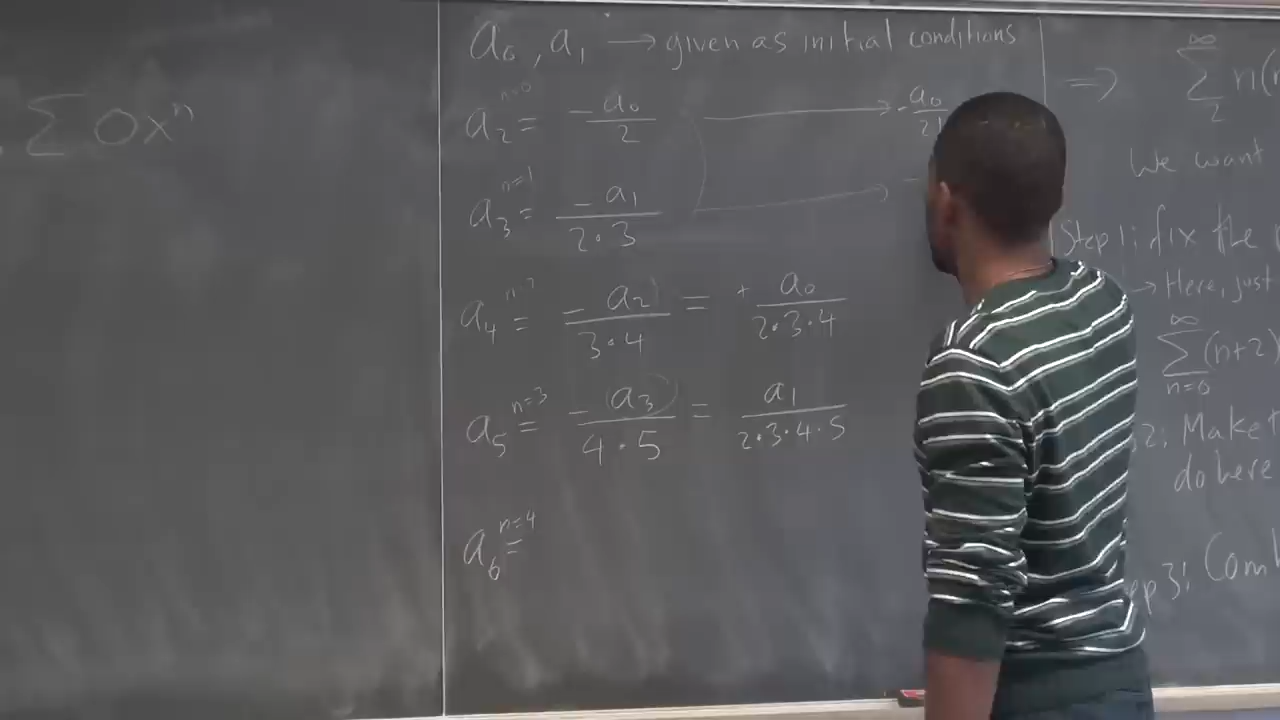 . ∑ 0xⁿ
a₀, a₁ → given as initial conditions
a₂ =ⁿ⁼⁰ -a₀/2 → -a₀/2!
a₃ =ⁿ⁼¹ -a₁/(2·3) → -
a₄ = -(a₂)/(3·4) = +a₀/(2·3·4)
a₅ =ⁿ⁼³ -(a₃)/(4·5) = a₁/(2·3·4·5)
a₆ =ⁿ⁼⁴
⇒ ∑₂^∞ n(
We want
Step 1: fix the
→ Here, just
∑ₙ₌₀^∞ (n+2)
2. Make
do here
ep 3: